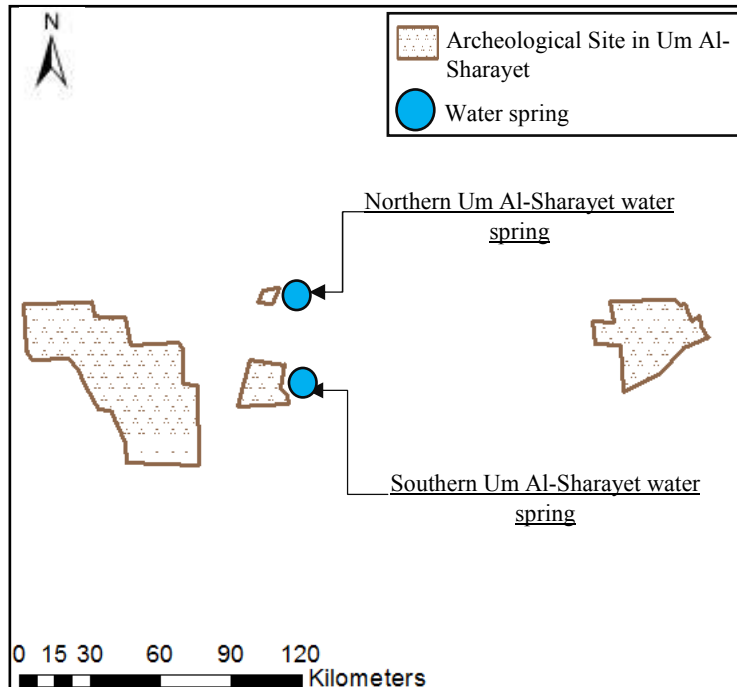 N
Archeological Site in Um Al-
Sharayet
Water spring
Northern Um Al-Sharayet water
spring
Southern Um Al-Sharayet water
spring
0 15 30 60 90 120
Kilometers